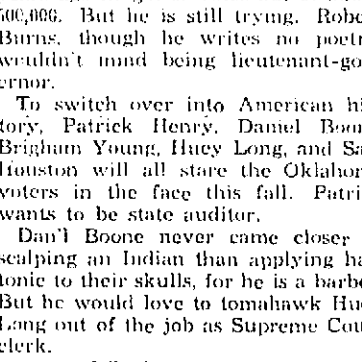 500,000. But he is still trying. Robe
Burns, though he writes no poet
wouldn't mind being lieutenant-go
ernor.
To switch over into American hi
tory, Patrick Henry, Daniel Boon
Brigham Young, Huey Long, and Sa
Houston will all stare the Oklahom
voters in the face this fall. Patri
wants to be state auditor.
Dan'l Boone never came closer
scalping an Indian than applying ha
tonic to their skulls, for he is a barbe
But he would love to tomahawk Hue
Long out of the job as Supreme Cou
clerk.